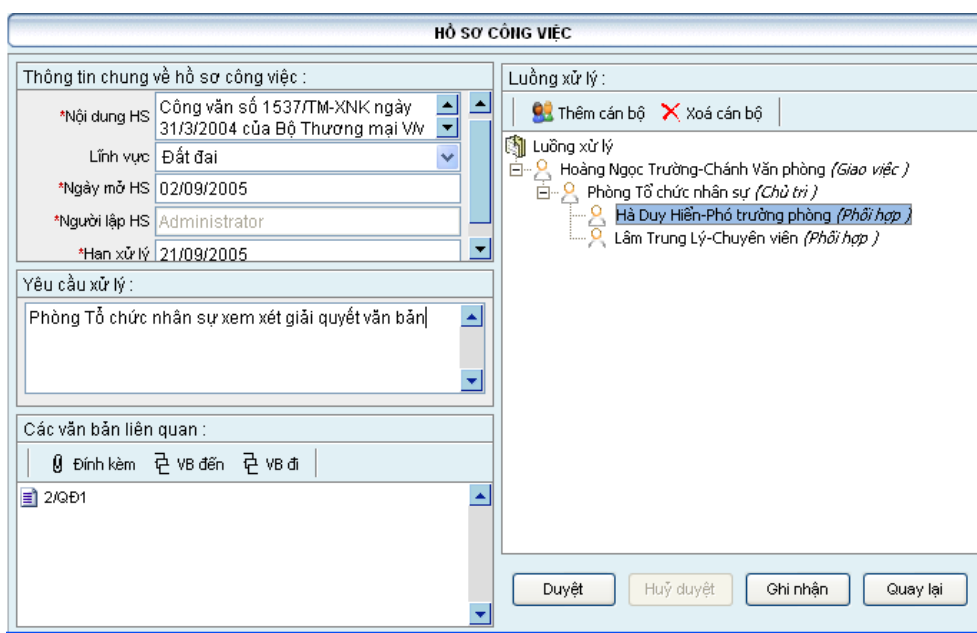 HỒ SƠ CÔNG VIỆC
Thông tin chung về hồ sơ công việc :
*Nội dung HS
Công văn số 1537/TM-XNK ngày
31/3/2004 của Bộ Thương mại V/v
Lĩnh vực
Đất đai
*Ngày mở HS
02/09/2005
*Người lập HS
Administrator
*Hạn xử lý
21/09/2005
Yêu cầu xử lý :
Phòng Tổ chức nhân sự xem xét giải quyết văn bản
Các văn bản liên quan :
Đính kèm
VB đến
VB đi
2/QĐ1
Luồng xử lý :
Thêm cán bộ
Xoá cán bộ
Luồng xử lý
Hoàng Ngọc Trường-Chánh Văn phòng (Giao việc )
Phòng Tổ chức nhân sự (Chủ trì )
Hà Duy Hiển-Phó trưởng phòng (Phối hợp )
Lâm Trung Lý-Chuyên viên (Phối hợp )
Duyệt
Huỷ duyệt
Ghi nhận
Quay lại